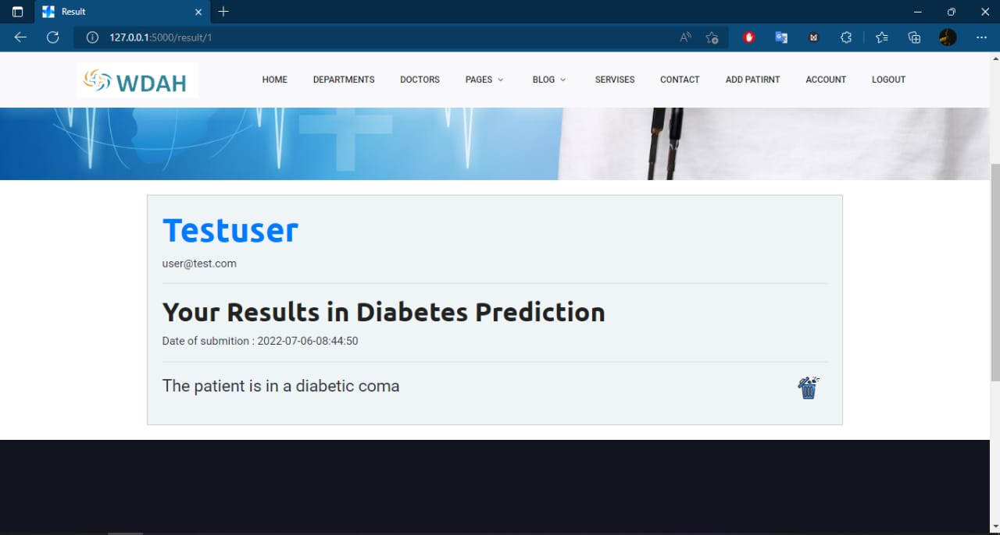 Result
127.0.0.1:5000/result/1
WDAH
HOME DEPARTMENTS DOCTORS PAGES BLOG SERVISES CONTACT ADD PATIRNT ACCOUNT LOGOUT
Testuser
user@test.com
Your Results in Diabetes Prediction
Date of submition : 2022-07-06-08:44:50
The patient is in a diabetic coma